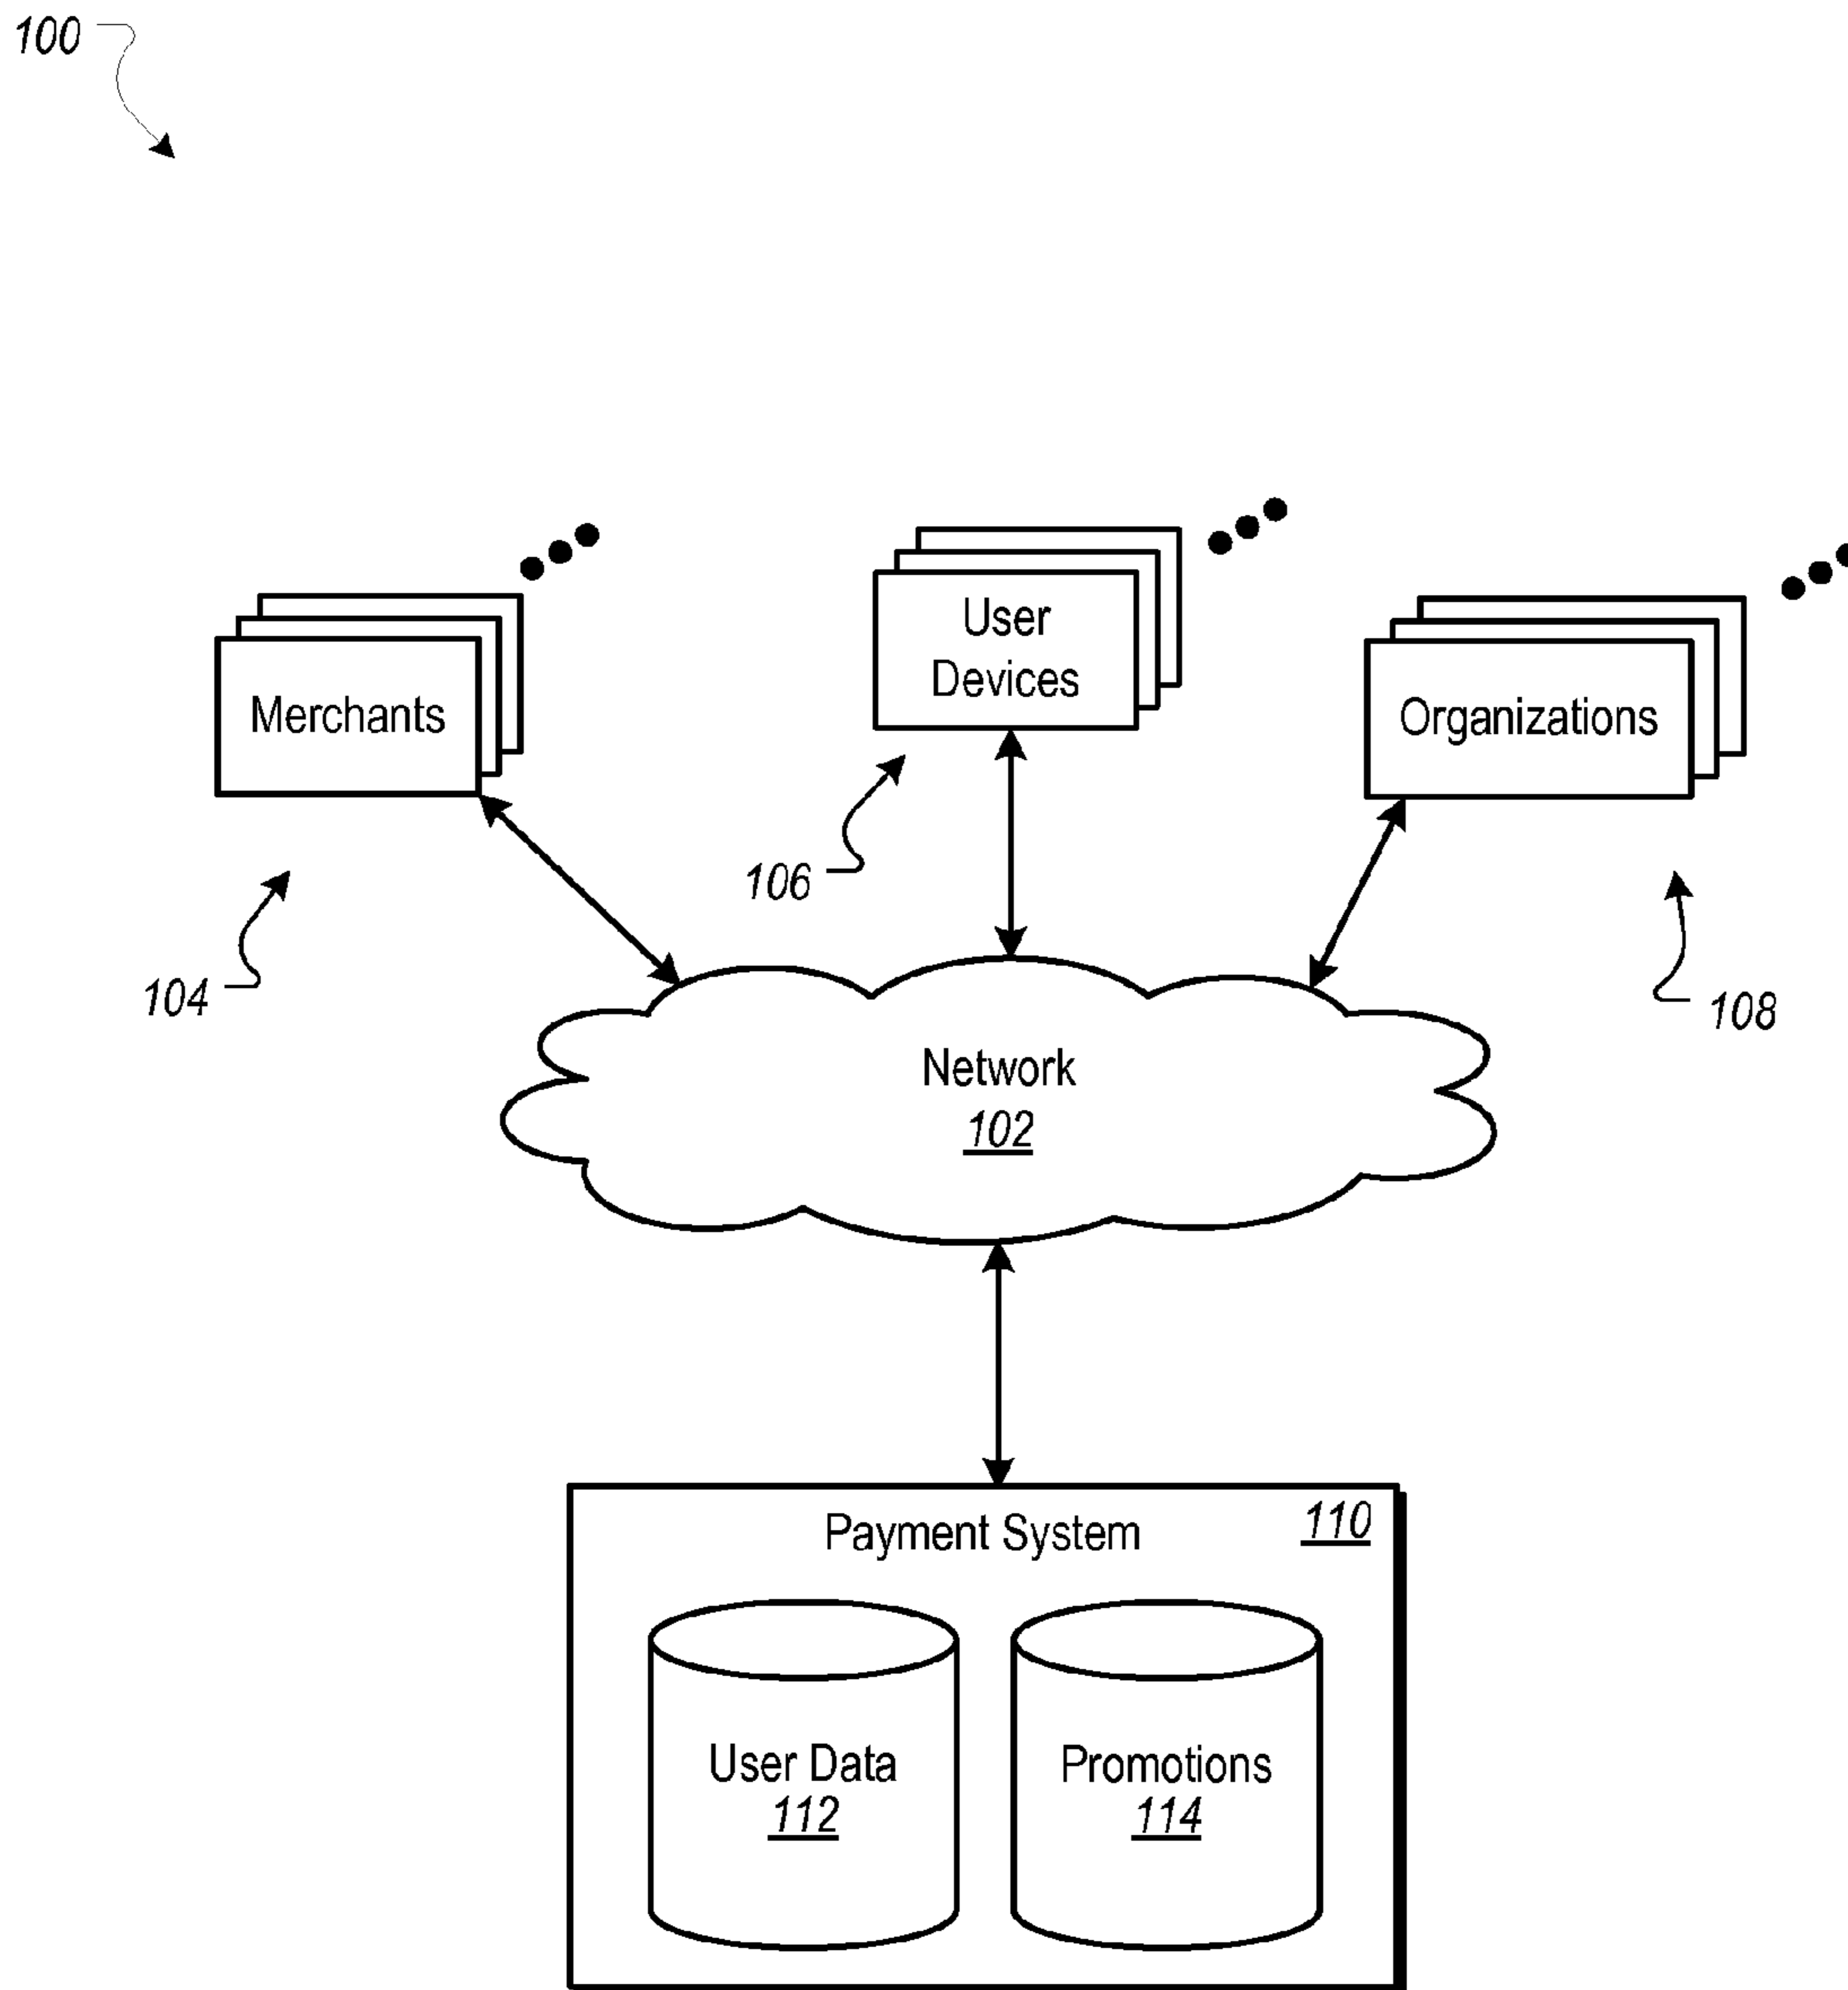 100
User
Devices
Merchants
Organizations
106
104
108
Network
102
Payment System
110
User Data
112
Promotions
114